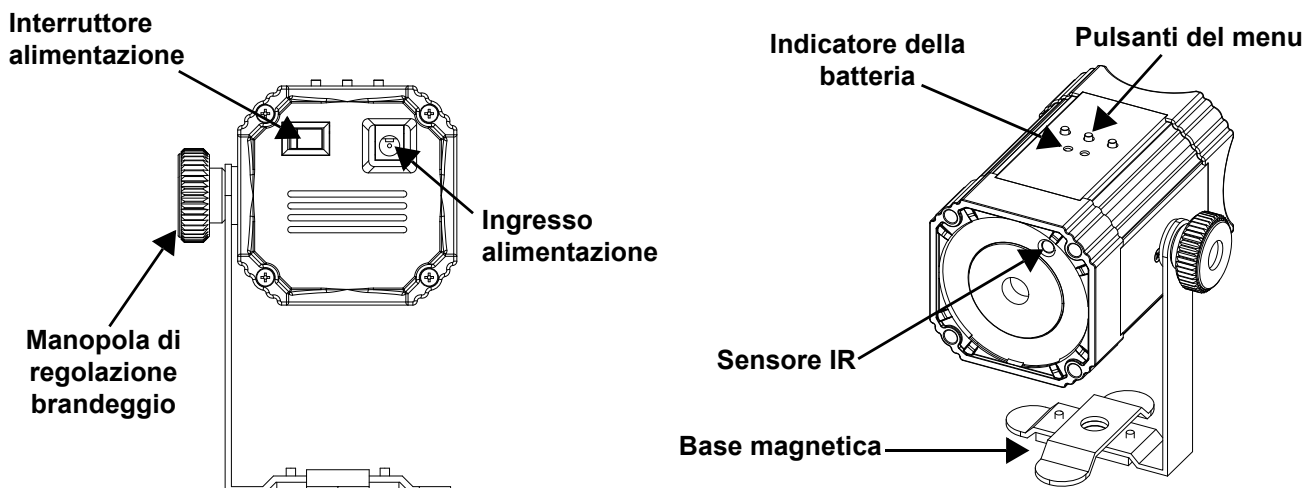 Interruttore
alimentazione
Ingresso
alimentazione
Manopola di
regolazione
brandeggio
Indicatore della
batteria
Pulsanti del menu
Sensore IR
Base magnetica